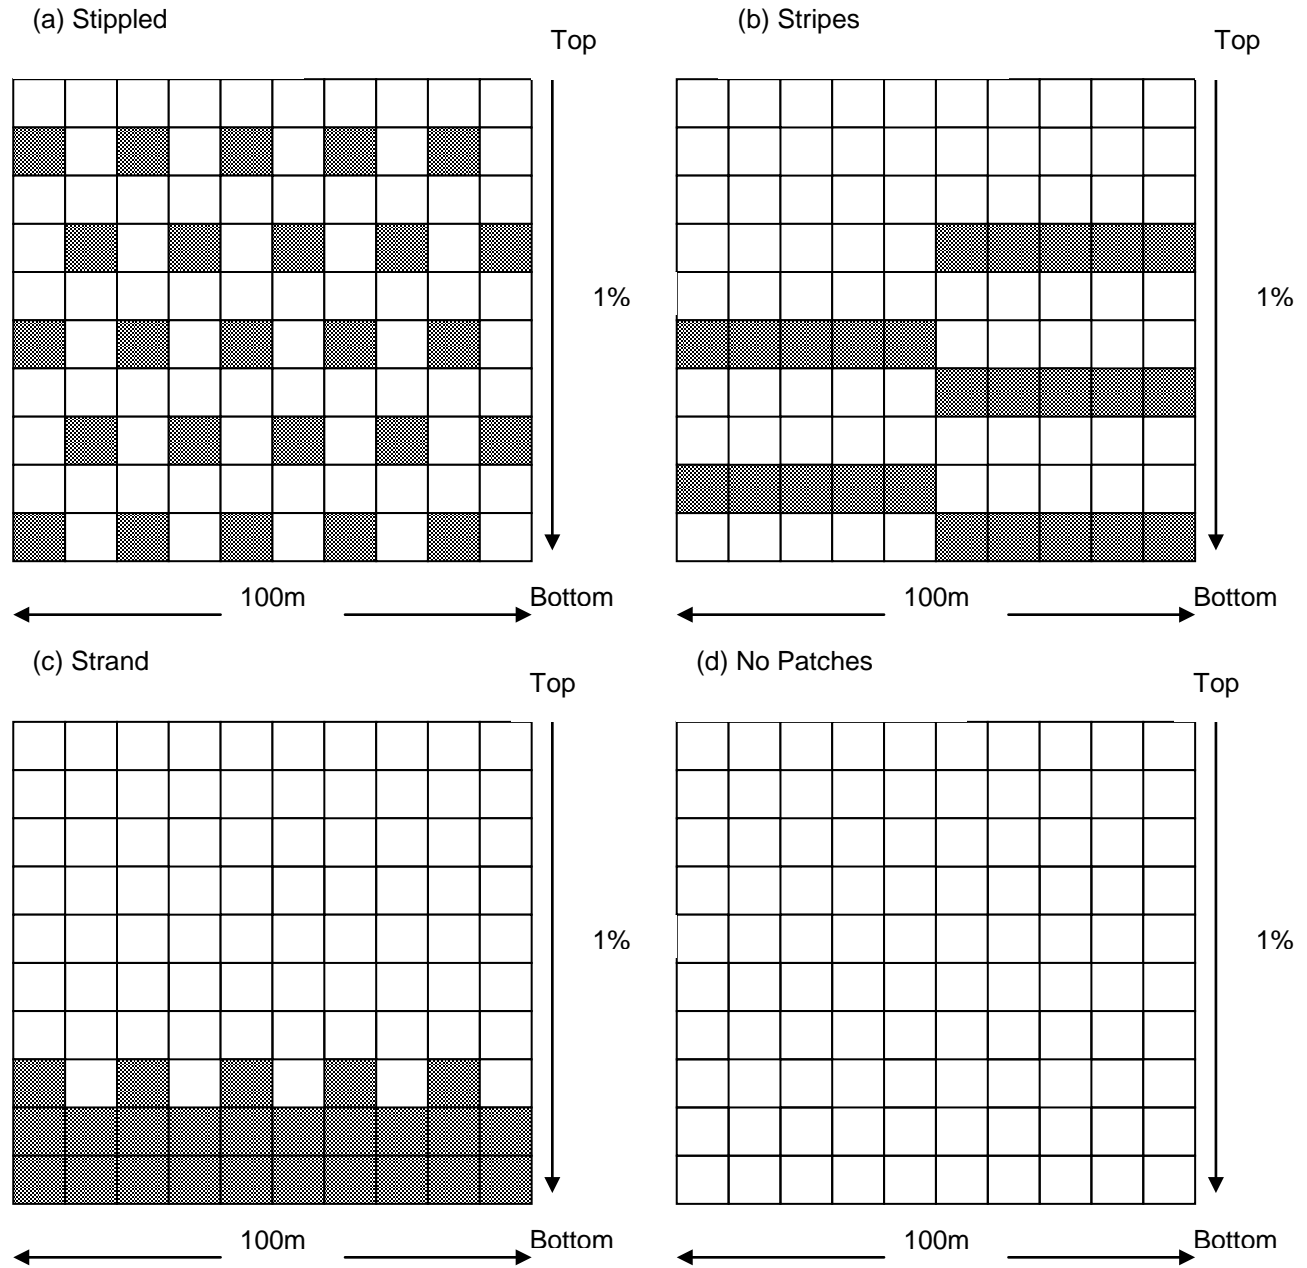 (a) Stippled
Top
1%
100m
Bottom
(b) Stripes
Top
1%
100m
Bottom
(c) Strand
Top
1%
100m
Bottom
(d) No Patches
Top
1%
100m
Bottom